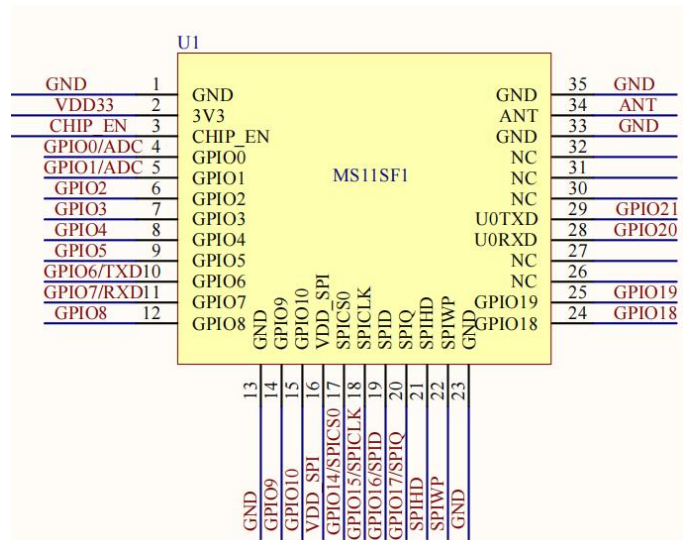 U1
GND 1 GND GND 35 GND
VDD33 2 3V3 ANT 34 ANT
CHIP_EN 3 CHIP_EN GND 33 GND
GPIO0/ADC 4 GPIO0 NC 32
GPIO1/ADC 5 GPIO1 MS11SF1 NC 31
GPIO2 6 GPIO2 NC 30
GPIO3 7 GPIO3 U0TXD 29 GPIO21
GPIO4 8 GPIO4 U0RXD 28 GPIO20
GPIO5 9 GPIO5 NC 27
GPIO6/TXD 10 GPIO6 NC 26
GPIO7/RXD 11 GPIO7 GPIO19 25 GPIO19
GPIO8 12 GPIO8 GPIO18 24 GPIO18
GND 13 GND
GPIO9 14 GPIO9
GPIO10 15 GPIO10
VDD_SPI 16 VDD_SPI
GPIO14/SPICS0 17 SPICS0
GPIO15/SPICLK 18 SPICLK
GPIO16/SPID 19 SPID
GPIO17/SPIQ 20 SPIQ
SPIHD 21 SPIHD
SPIWP 22 SPIWP
GND 23 GND